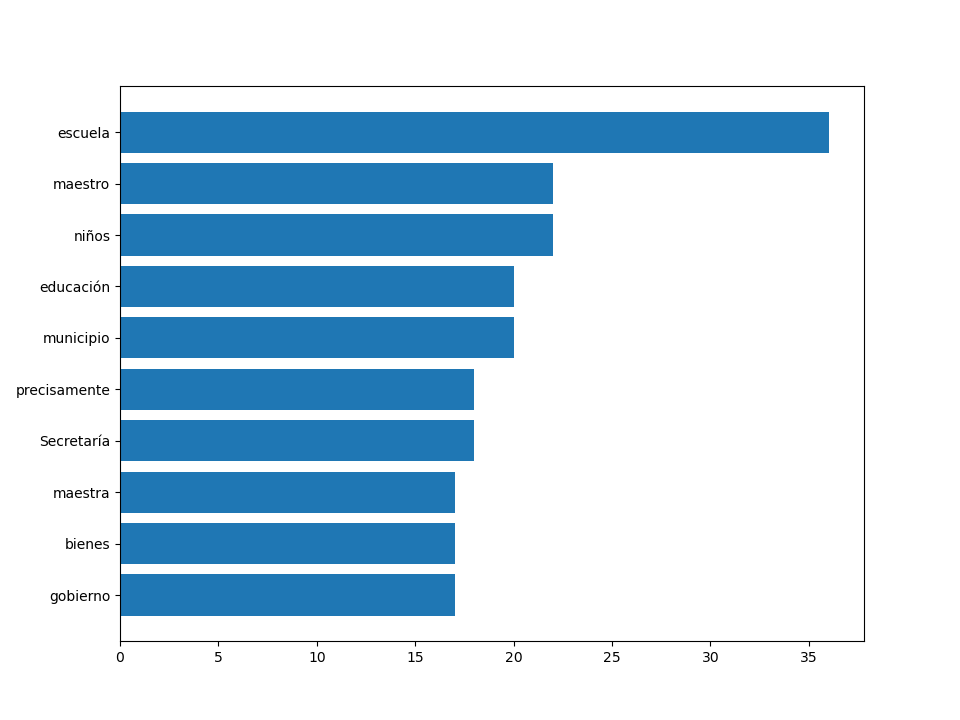 escuela
maestro
niños
educación
municipio
precisamente
Secretaría
maestra
bienes
gobierno
0 5 10 15 20 25 30 35